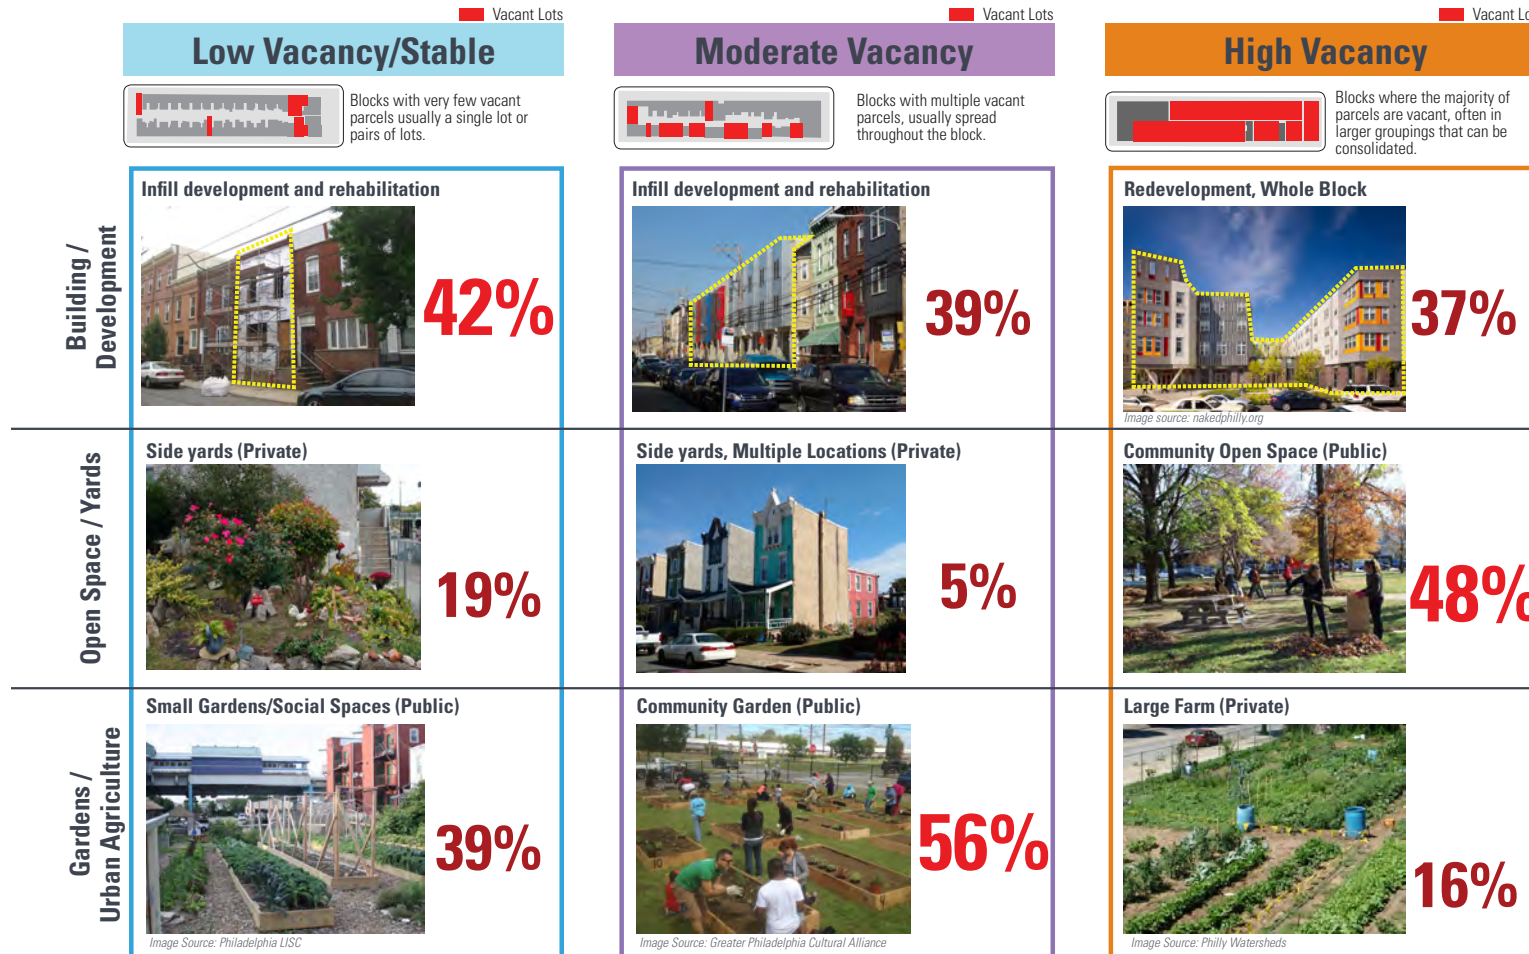 Vacant Lots
Vacant Lots
Vacant Lo
Low Vacancy/Stable
Moderate Vacancy
High Vacancy
Blocks with very few vacant
parcels usually a single lot or
pairs of lots.
Blocks with multiple vacant
parcels, usually spread
throughout the block.
Blocks where the majority of
parcels are vacant, often in
larger groupings that can be
consolidated.
Building /
Development
Infill development and rehabilitation
42%
Infill development and rehabilitation
39%
Redevelopment, Whole Block
37%
Image source: nakedphilly.org
Open Space / Yards
Side yards (Private)
19%
Side yards, Multiple Locations (Private)
5%
Community Open Space (Public)
48%
Gardens /
Urban Agriculture
Small Gardens/Social Spaces (Public)
39%
Image Source: Philadelphia LISC
Community Garden (Public)
56%
Image Source: Greater Philadelphia Cultural Alliance
Large Farm (Private)
16%
Image Source: Philly Watersheds